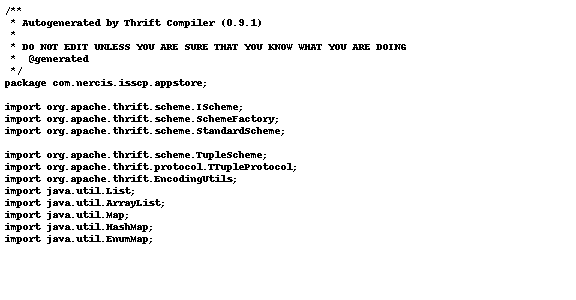 /**
 * Autogenerated by Thrift Compiler (0.9.1)
 *
 * DO NOT EDIT UNLESS YOU ARE SURE THAT YOU KNOW WHAT YOU ARE DOING
 *  @generated
 */
package com.nercis.isscp.appstore;

import org.apache.thrift.scheme.IScheme;
import org.apache.thrift.scheme.SchemeFactory;
import org.apache.thrift.scheme.StandardScheme;

import org.apache.thrift.scheme.TupleScheme;
import org.apache.thrift.protocol.TTupleProtocol;
import org.apache.thrift.EncodingUtils;
import java.util.List;
import java.util.ArrayList;
import java.util.Map;
import java.util.HashMap;
import java.util.EnumMap;